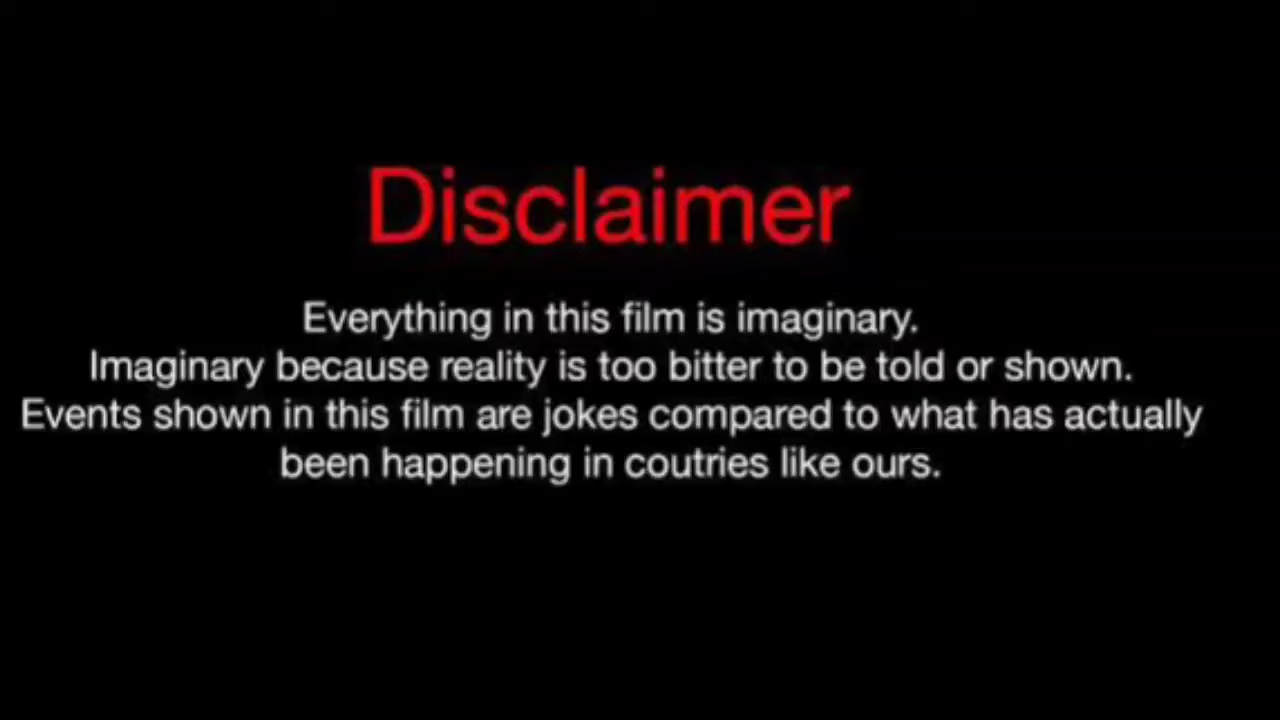 Disclaimer
Everything in this film is imaginary.
Imaginary because reality is too bitter to be told or shown.
Events shown in this film are jokes compared to what has actually
been happening in coutries like ours.